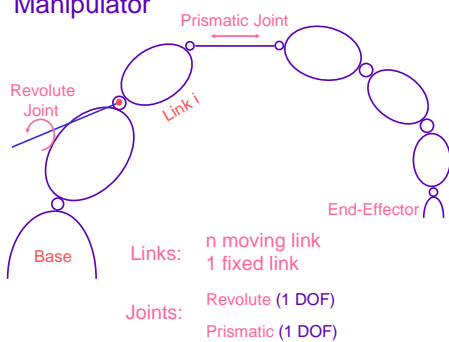 Manipulator
Prismatic Joint
Revolute
Joint
Link i
End-Effector
Base
Links:
n moving link
1 fixed link
Joints:
Revolute (1 DOF)
Prismatic (1 DOF)